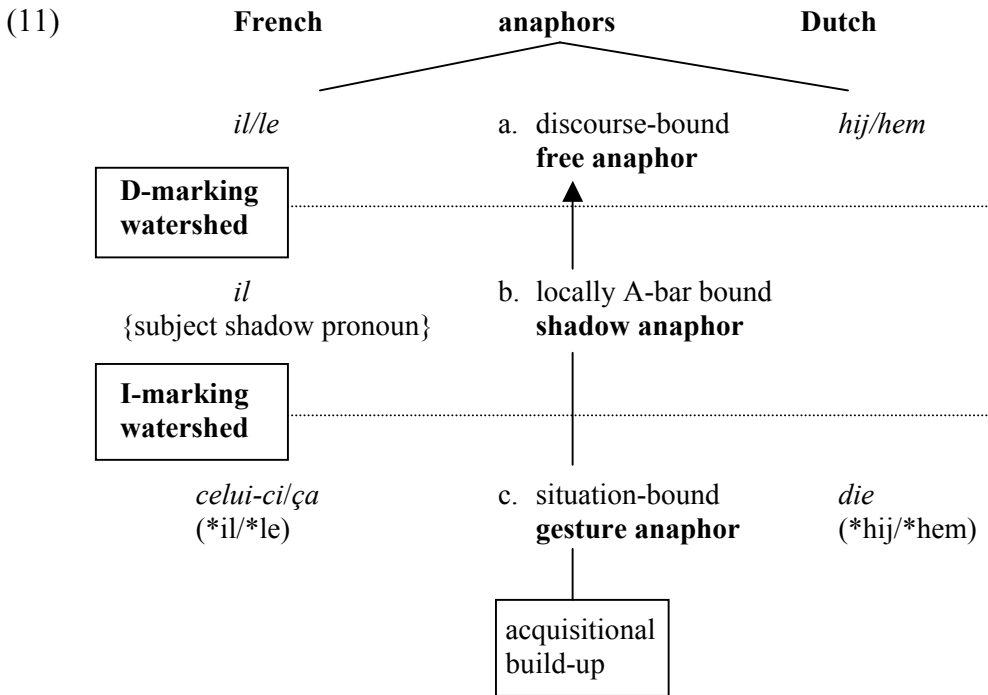 (11) French anaphors Dutch
il/le a. discourse-bound hij/hem
free anaphor
D-marking
watershed
il b. locally A-bar bound
{subject shadow pronoun} shadow anaphor
I-marking
watershed
celui-ci/ça c. situation-bound die
(*il/*le) gesture anaphor (*hij/*hem)
acquisitional
build-up